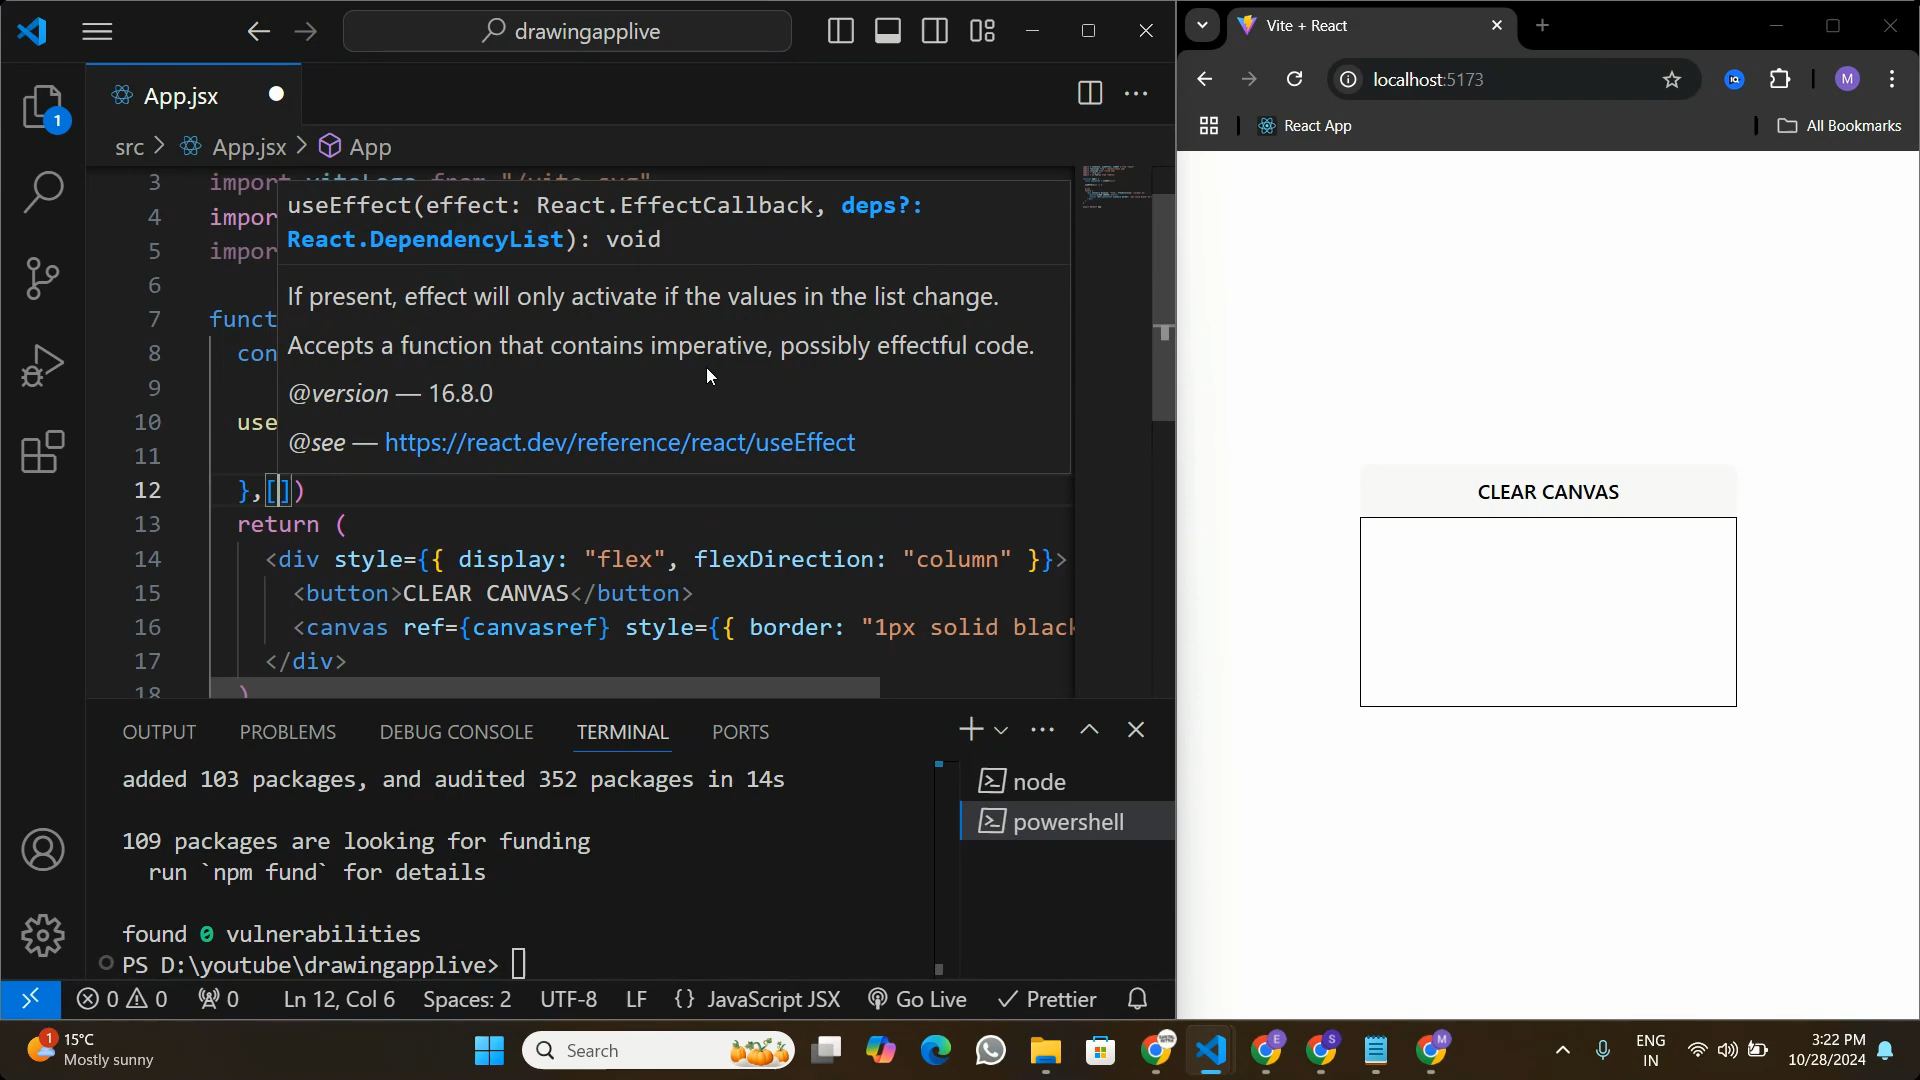 drawingapplive
App.jsx
src > App.jsx > App
3 import viteLogo from "/vite.svg"
4 impor
5 impor
6
7 funct
8 con
9
10 use
11
12 },[])
13 return (
14 <div style={{ display: "flex", flexDirection: "column" }}>
15 <button>CLEAR CANVAS</button>
16 <canvas ref={canvasref} style={{ border: "1px solid black
17 </div>
18 )
useEffect(effect: React.EffectCallback, deps?:
React.DependencyList): void
If present, effect will only activate if the values in the list change.
Accepts a function that contains imperative, possibly effectful code.
@version — 16.8.0
@see — https://react.dev/reference/react/useEffect
1
OUTPUT PROBLEMS DEBUG CONSOLE TERMINAL PORTS
added 103 packages, and audited 352 packages in 14s
109 packages are looking for funding
run `npm fund` for details
found 0 vulnerabilities
PS D:\youtube\drawingapplive>
node
powershell
0 0 0 Ln 12, Col 6 Spaces: 2 UTF-8 LF {} JavaScript JSX Go Live Prettier
Vite + React
localhost:5173
M
React App
All Bookmarks
CLEAR CANVAS
1
15°C
Mostly sunny
Search
E
S
M
ENG
IN
3:22 PM
10/28/2024